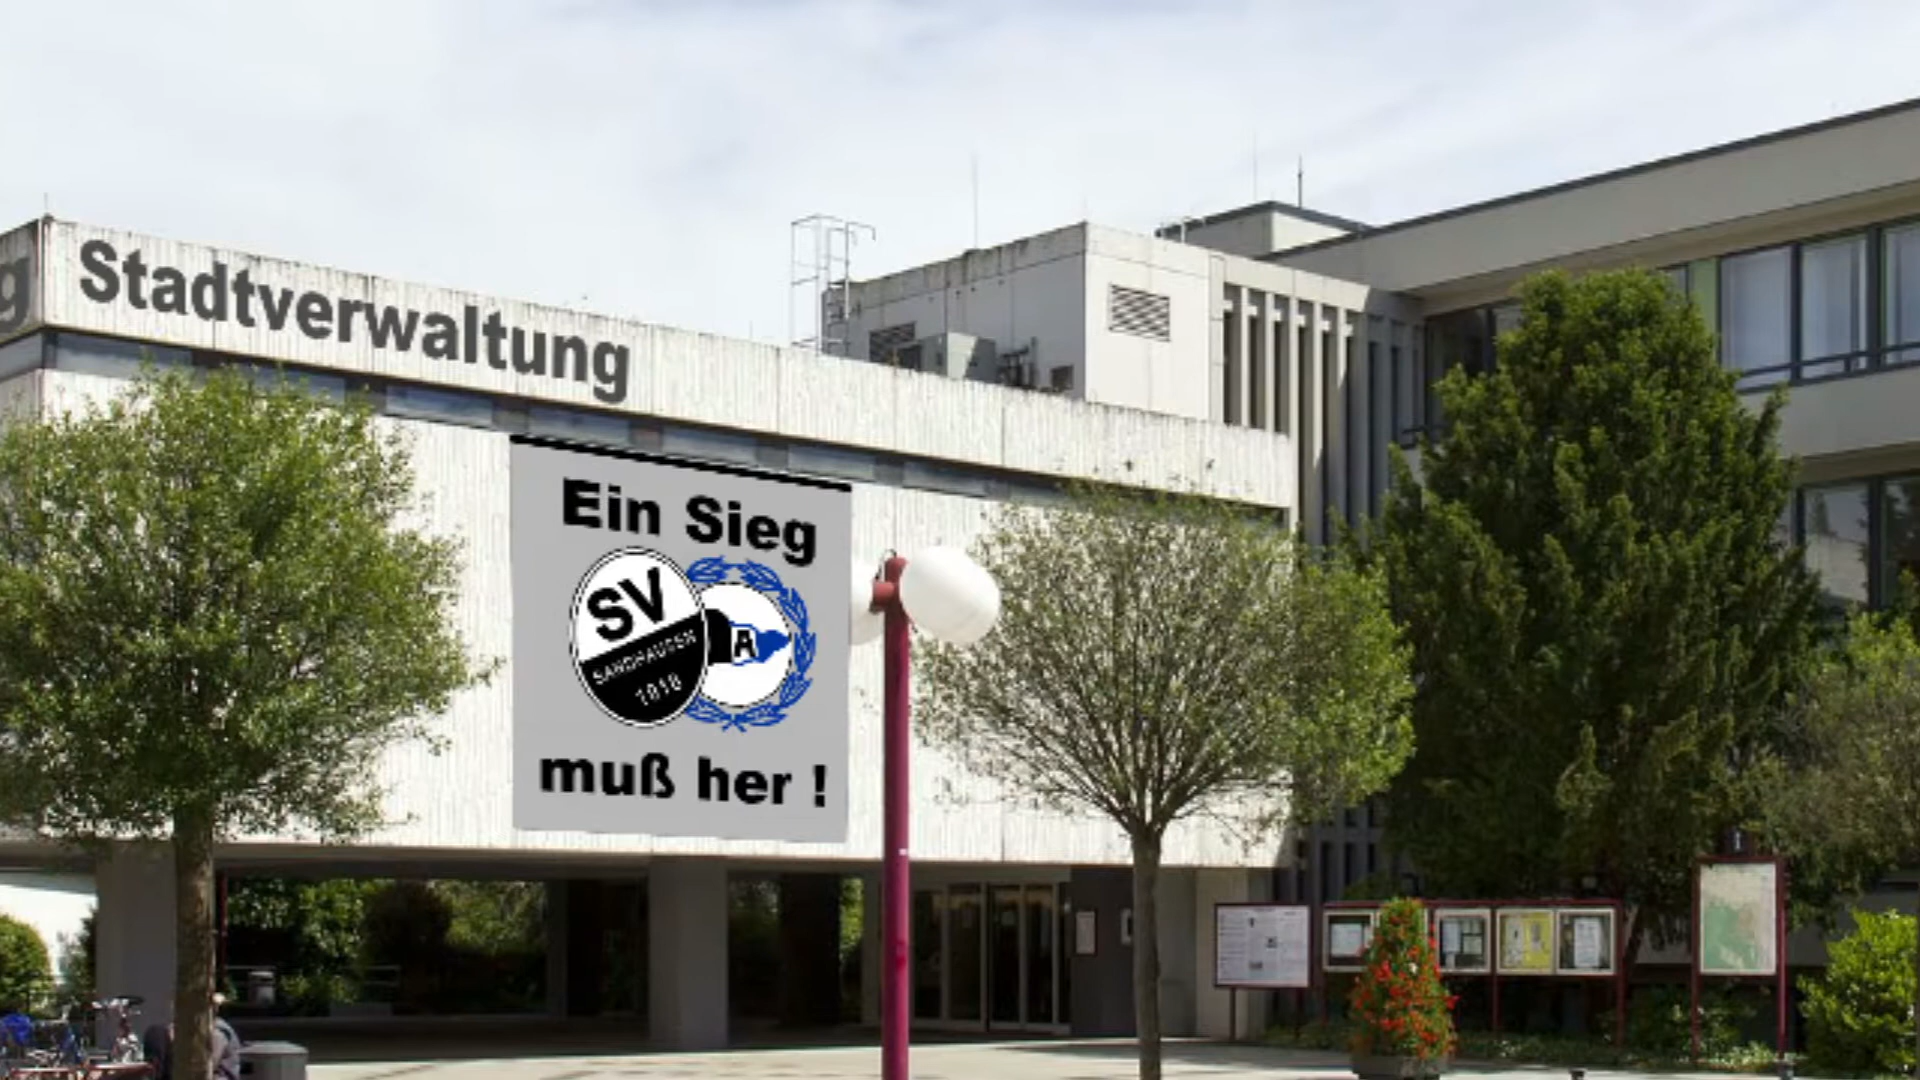 g Stadtverwaltung
Ein Sieg
SV
SANDHAUSEN
1916
A
muß her !